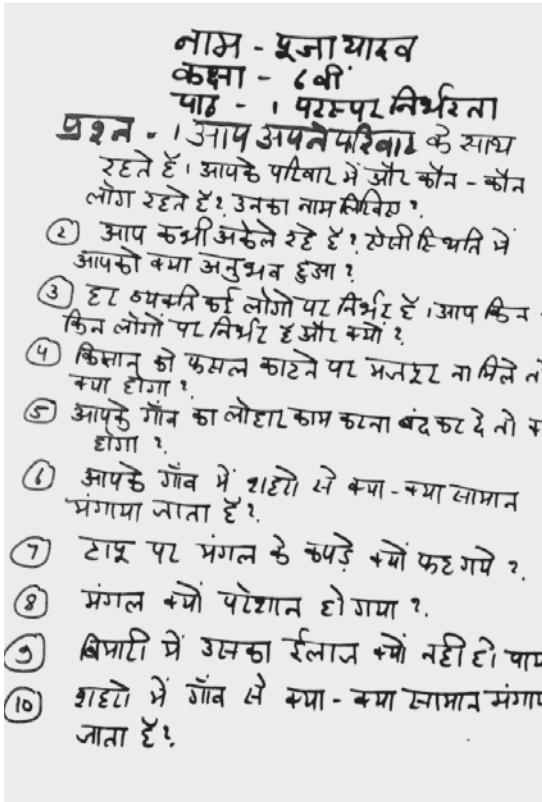 नाम - पूजा यादव
कक्षा - 6वीं
पाठ - 1 परस्पर निर्भरता
प्रश्न - 1 आप अपने परिवार के साथ
रहते हैं। आपके परिवार में और कौन - कौन
लोग रहते हैं? उनका नाम लिखिए?
② आप कभी अकेले रहे है? ऐसी स्थिति में
आपको क्या अनुभव हुआ?
③ हर व्यक्ति कई लोगो पर निर्भर हैं। आप किन -
किन लोगों पर निर्भर है और क्यों?
④ किसान को फसल काटने पर मजदूर ना मिले तो
क्या होगा?
⑤ आपके गाँव का लोहार काम करना बंद कर दे तो
होगा?
⑥ आपके गाँव में शहरो से क्या - क्या सामान
मंगाया जाता है?
⑦ टापू पर मंगल के कपड़े क्यों फट गये?
⑧ मंगल क्यों परेशान हो गया?
⑨ बिमारी में उसका ईलाज क्यों नही हो
⑩ शहरो में गाँव से क्या - क्या सामान
जाता है?